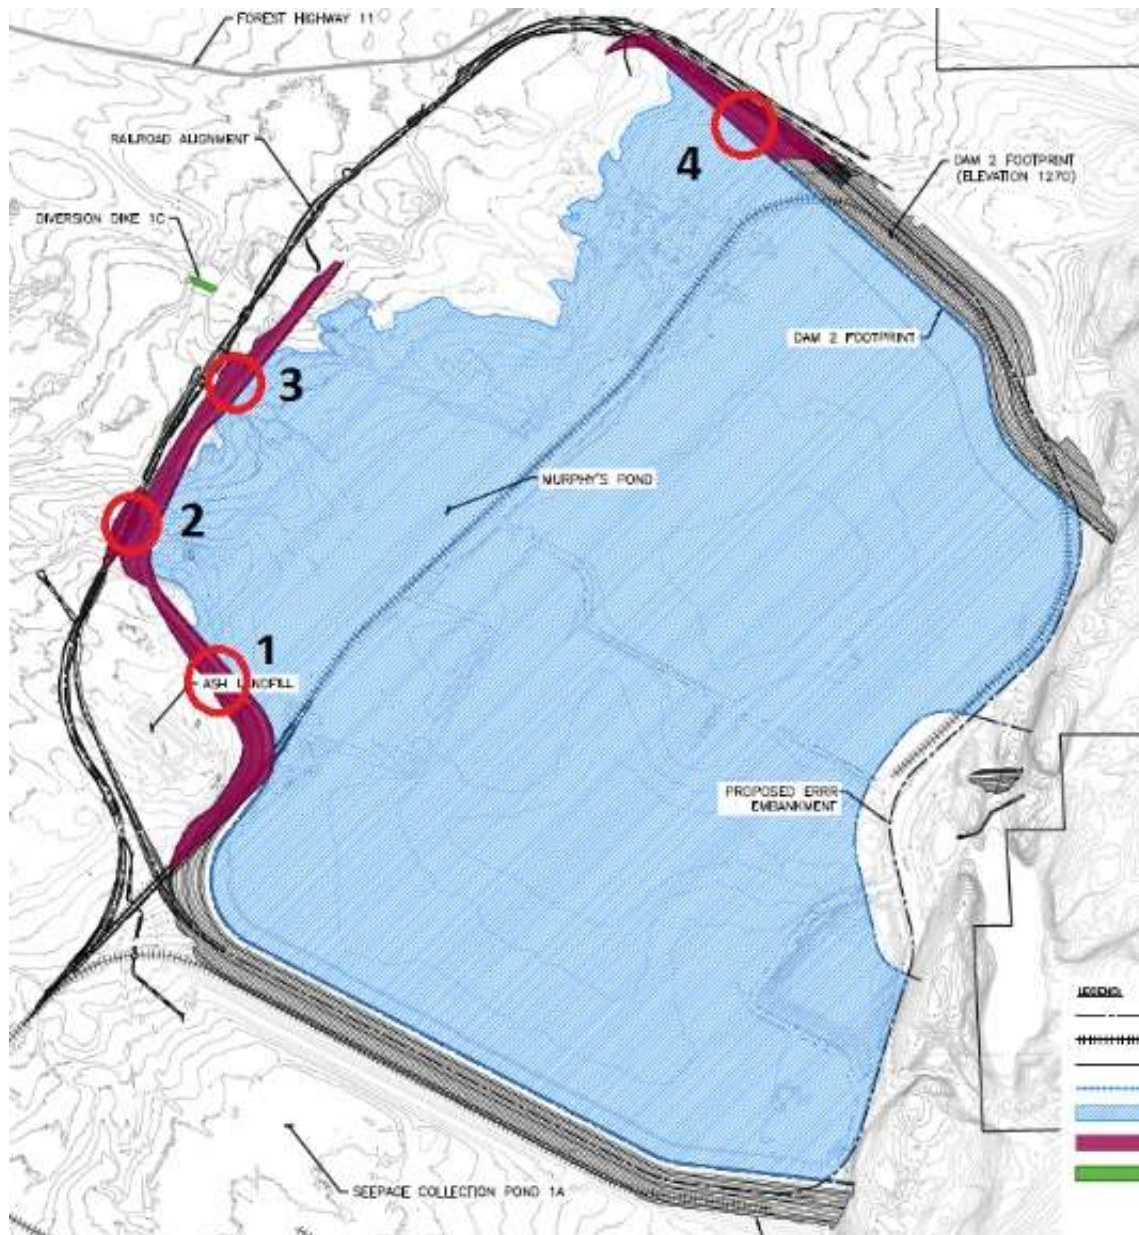 FOREST HIGHWAY 11
RAILROAD ALIGNMENT
4
DAM 2 FOOTPRINT
(ELEVATION 1270)
DIVERSION DIKE 1C
DAM 2 FOOTPRINT
3
MURPHY'S POND
2
1
ASH LANDFILL
PROPOSED ERRR
EMBANKMENT
LEGEND:
SEEPAGE COLLECTION POND 1A